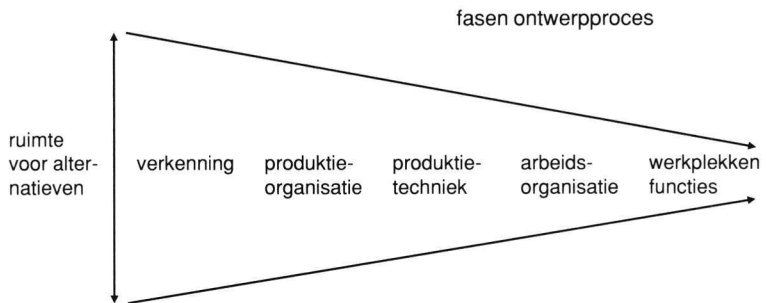 fasen ontwerpproces
ruimte
voor alter-
natieven
verkenning
produktie-
organisatie
produktie-
techniek
arbeids-
organisatie
werkplekken
functies